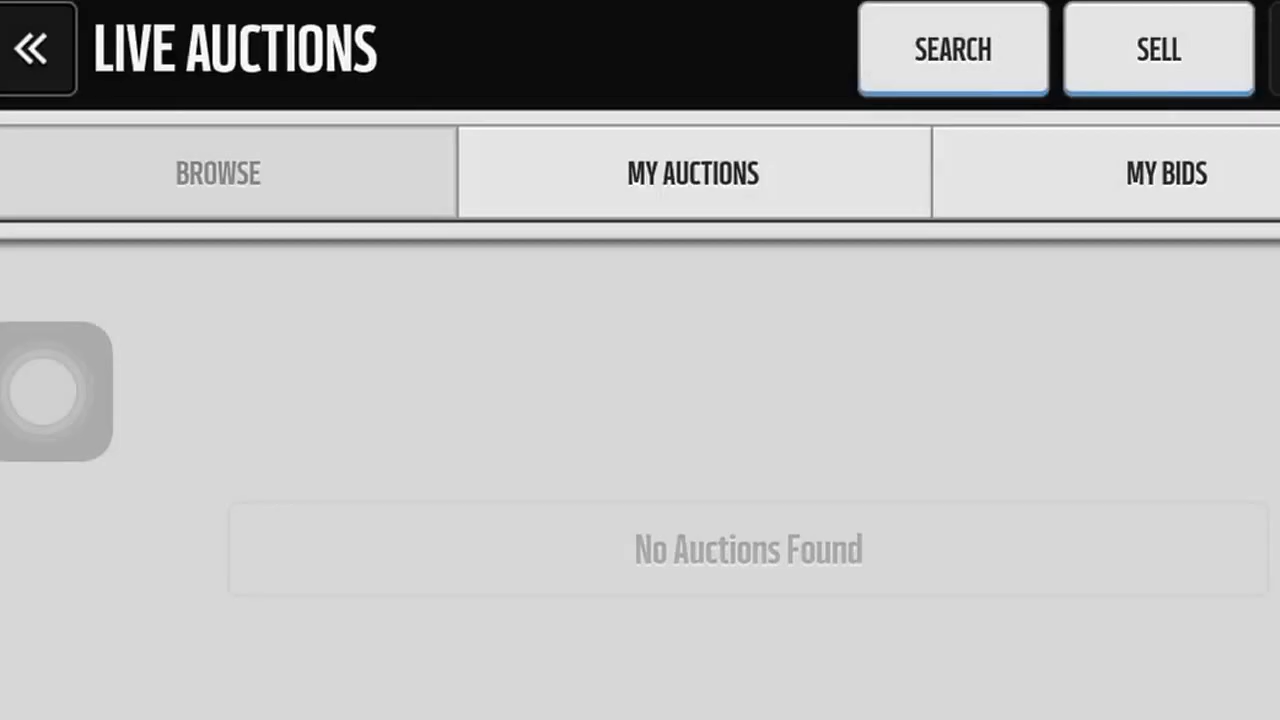 LIVE AUCTIONS
SEARCH
SELL
BROWSE
MY AUCTIONS
MY BIDS
No Auctions Found